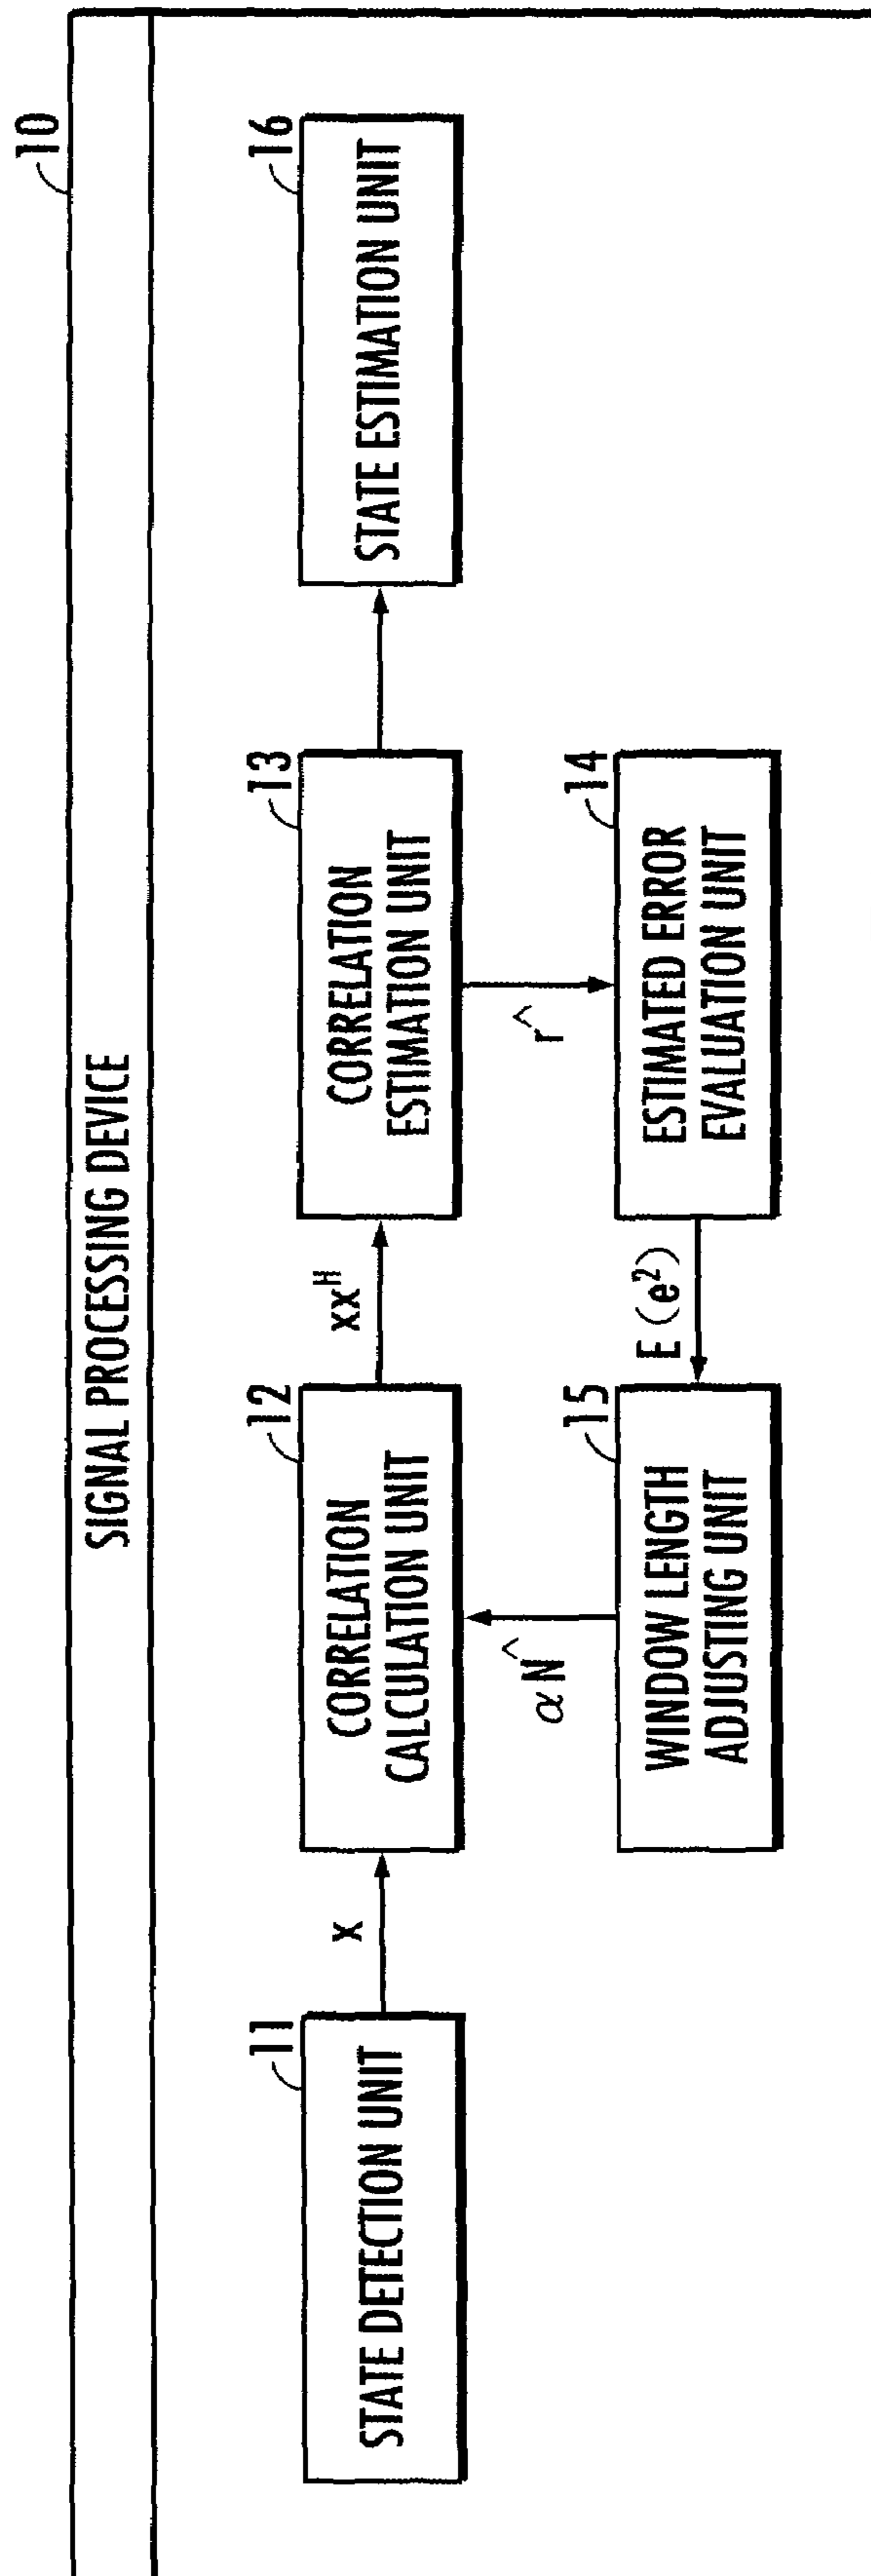 SIGNAL PROCESSING DEVICE
10
11
STATE DETECTION UNIT
x
12
CORRELATION
CALCULATION UNIT
xx^H
13
CORRELATION
ESTIMATION UNIT
16
STATE ESTIMATION UNIT
αN^
r^
15
WINDOW LENGTH
ADJUSTING UNIT
E (e²)
14
ESTIMATED ERROR
EVALUATION UNIT